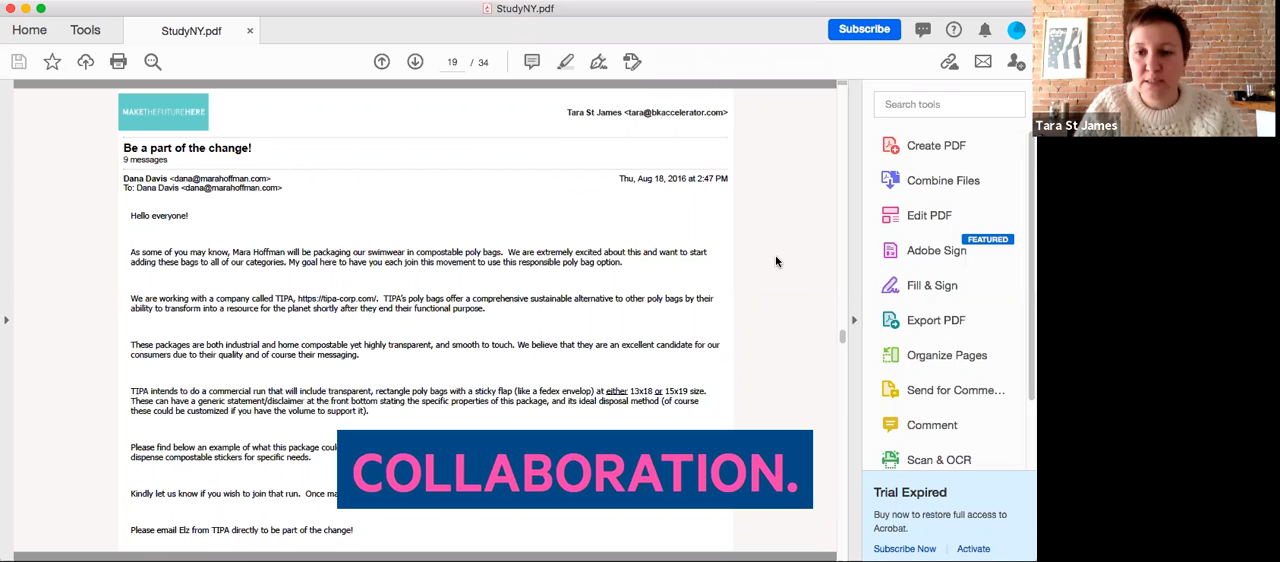 StudyNY.pdf
Home
Tools
StudyNY.pdf
×
Subscribe
19 / 34
MAKETHEFUTUREHERE
Tara St James <tara@bkaccelerator.com>
Be a part of the change!
9 messages
Dana Davis <dana@marahoffman.com>
Thu, Aug 18, 2016 at 2:47 PM
To: Dana Davis <dana@marahoffman.com>
Hello everyone!
As some of you may know, Mara Hoffman will be packaging our swimwear in compostable poly bags. We are extremely excited about this and want to start
adding these bags to all of our categories. My goal here to have you each join this movement to use this responsible poly bag option.
We are working with a company called TIPA, https://tipa-corp.com/. TIPA's poly bags offer a comprehensive sustainable alternative to other poly bags by their
ability to transform into a resource for the planet shortly after they end their functional purpose.
These packages are both industrial and home compostable yet highly transparent, and smooth to touch. We believe that they are an excellent candidate for our
consumers due to their quality and of course their messaging.
TIPA intends to do a commercial run that will include transparent, rectangle poly bags with a sticky flap (like a fedex envelop) at either 13x18 or 15x19 size.
These can have a generic statement/disclaimer at the front bottom stating the specific properties of this package, and its ideal disposal method (of course
these could be customized if you have the volume to support it).
Please find below an example of what this package coul
dispense compostable stickers for specific needs.
Kindly let us know if you wish to join that run. Once ma
Please email Elz from TIPA directly to be part of the change!
COLLABORATION.
Search tools
Create PDF
Combine Files
Edit PDF
FEATURED
Adobe Sign
Fill & Sign
Export PDF
Organize Pages
Send for Comme...
Comment
Scan & OCR
Trial Expired
Buy now to restore full access to
Acrobat.
Subscribe Now
Activate
Tara St James